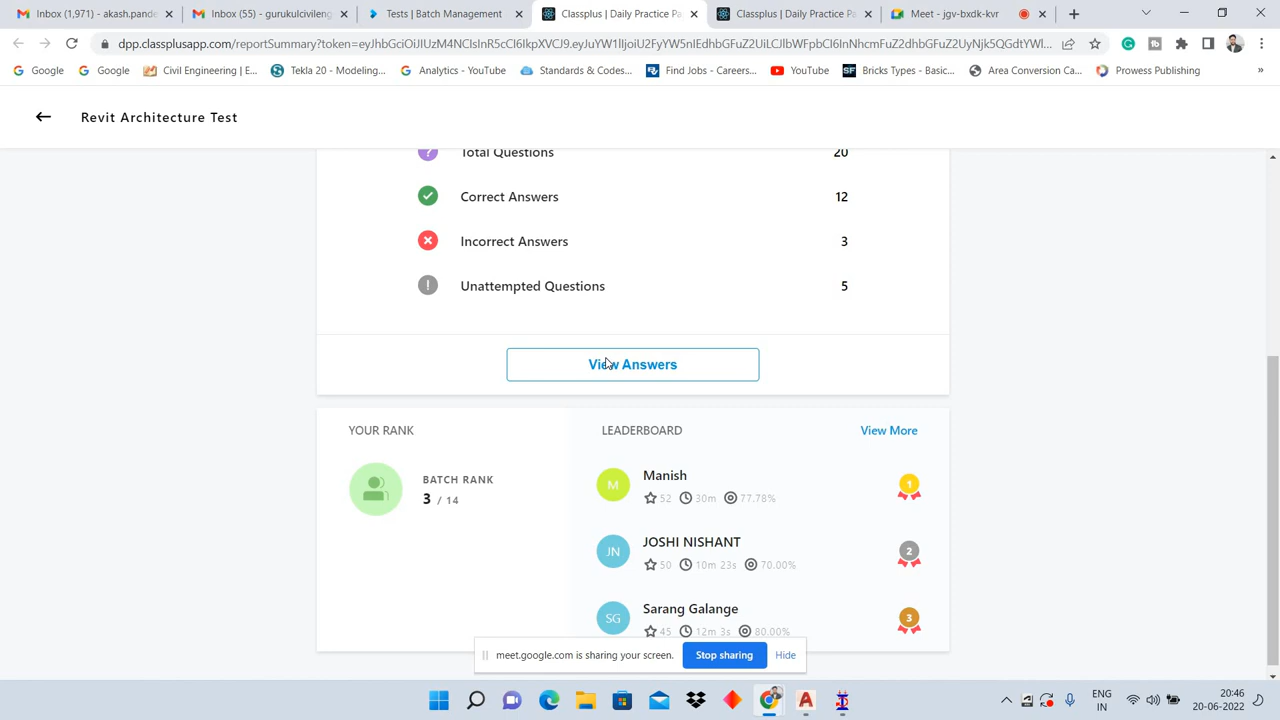 Inbox (1,971) - akash.pande
Inbox (55) - gurukulcivileng
Tests | Batch Management
Classplus | Daily Practice Pa
Classplus | Daily Practice Pa
Meet - jgv-bxdk-kvr
dpp.classplusapp.com/reportSummary?token=eyJhbGciOiJIUzM4NCIsInR5cCI6IkpXVCJ9.eyJuYW1lIjoiU2FyYW5nIEdhbGFuZ2UiLCJlbWFpbCI6InNhcmFuZ2dhbGFuZ2UyNjk5QGdtYWl...
Google
Google
Civil Engineering | E...
Tekla 20 - Modeling...
Analytics - YouTube
Standards & Codes...
Find Jobs - Careers...
YouTube
Bricks Types - Basic...
Area Conversion Ca...
Prowess Publishing
»
Revit Architecture Test
Total Questions 20
Correct Answers 12
Incorrect Answers 3
Unattempted Questions 5
View Answers
YOUR RANK
BATCH RANK
3 / 14
LEADERBOARD View More
Manish
52 30m 77.78%
1
JOSHI NISHANT
50 10m 23s 70.00%
2
Sarang Galange
45 12m 3s 80.00%
3
meet.google.com is sharing your screen. Stop sharing Hide
ENG
IN
20:46
20-06-2022